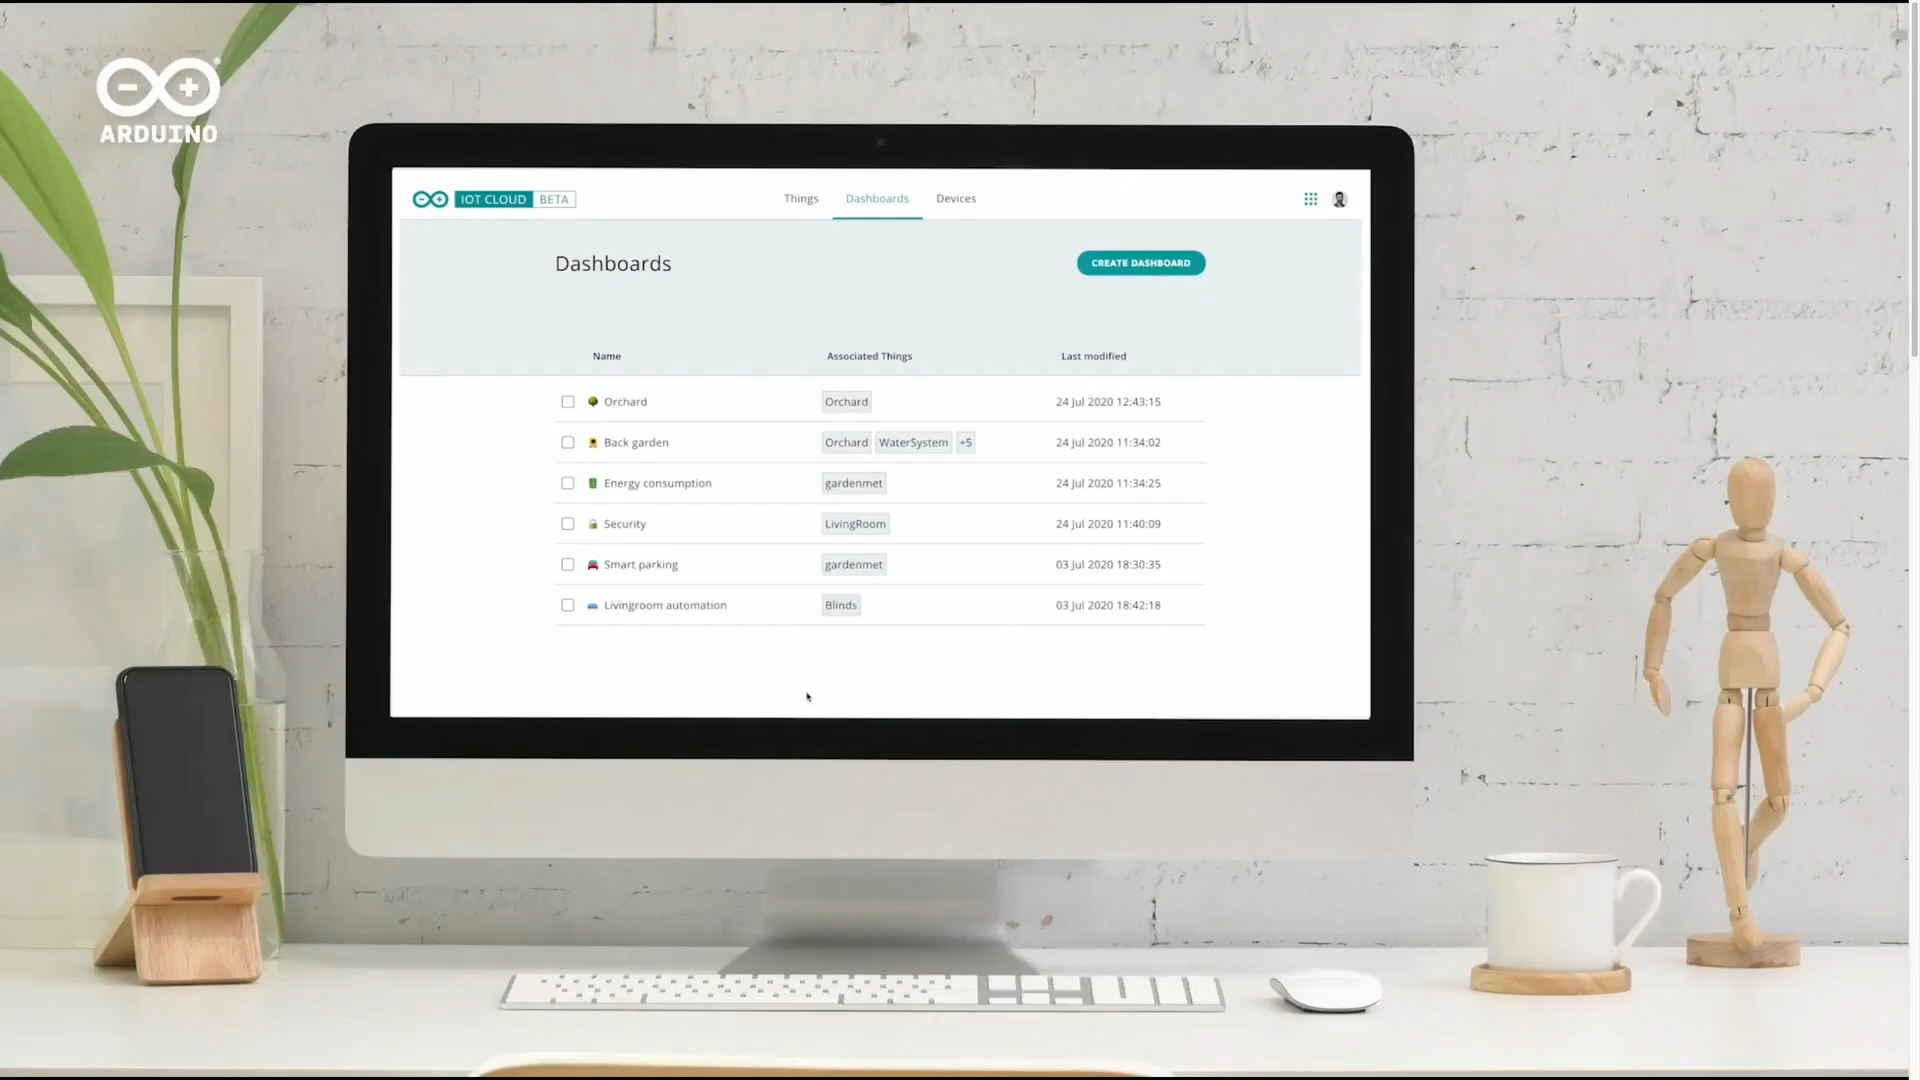 ARDUINO
IOT CLOUD BETA
Things Dashboards Devices
Dashboards
CREATE DASHBOARD
Name Associated Things Last modified
Orchard Orchard 24 Jul 2020 12:43:15
Back garden Orchard WaterSystem +5 24 Jul 2020 11:34:02
Energy consumption gardenmet 24 Jul 2020 11:34:25
Security LivingRoom 24 Jul 2020 11:40:09
Smart parking gardenmet 03 Jul 2020 18:30:35
Livingroom automation Blinds 03 Jul 2020 18:42:18